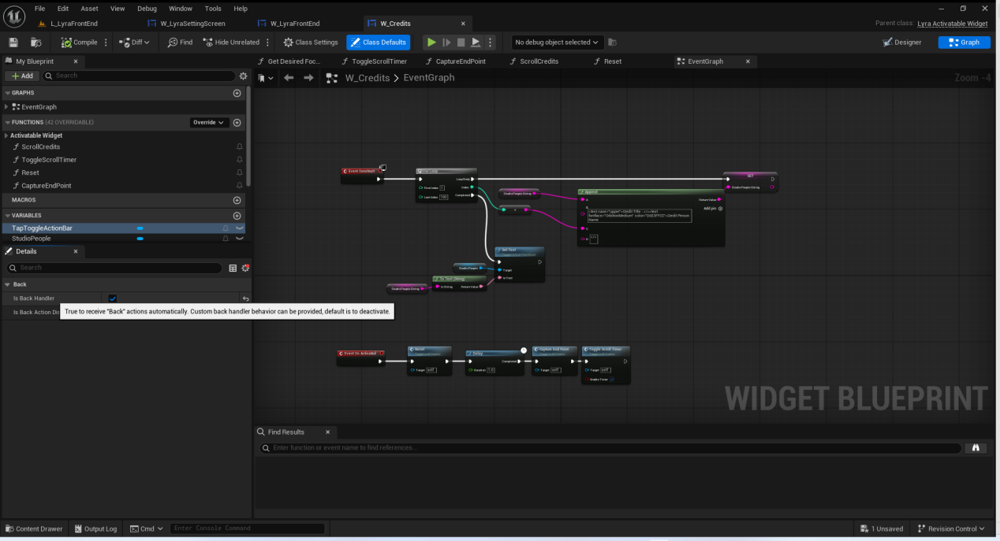 File Edit Asset View Debug Window Tools Help
L_LyraFrontEnd W_LyraSettingScreen W_LyraFrontEnd W_Credits
Parent class: Lyra Activatable Widget
Compile Diff Find Hide Unrelated Class Settings Class Defaults No debug object selected Designer Graph
My Blueprint
Get Desired Foc... ToggleScrollTimer CaptureEndPoint ScrollCredits Reset EventGraph
Add Search
W_Credits > EventGraph Zoom -4
GRAPHS
EventGraph
FUNCTIONS (42 OVERRIDABLE) Override
Activatable Widget
ScrollCredits
ToggleScrollTimer
Reset
CaptureEndPoint
MACROS
VARIABLES
TapToggleActionBar
StudioPeople
Details
Search
Back
Is Back Handler
Is Back Action Di
True to receive "Back" actions automatically. Custom back handler behavior can be provided, default is to deactivate.
Event Construct
For Loop
Loop Body
First Index 1
Index
Last Index 100
Completed
Studio People String
Append
A
Return Value
B
Add pin
C
D
SET
Studio People String
Set Text
Target
In Text
Studio People
To Text (String)
Studio People String
In String Return Value
Event On Activated
Reset
Target self
Delay
Completed
Duration 1.0
Capture End Point
Target self
Toggle Scroll Timer
Target self
Enable Timer
WIDGET BLUEPRINT
Find Results
Enter function or event name to find references...
Content Drawer Output Log Cmd Enter Console Command 1 Unsaved Revision Control